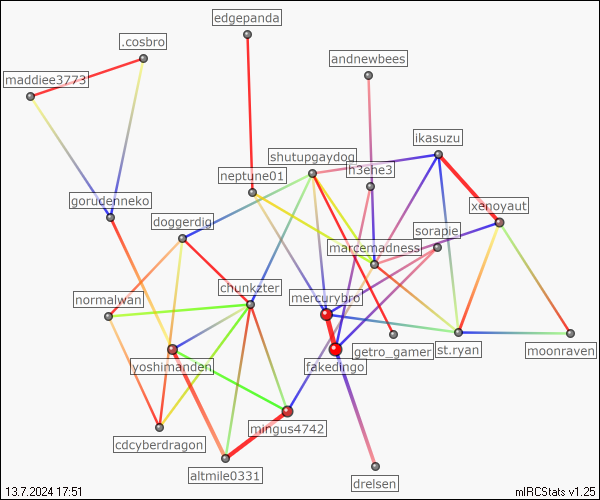 edgepanda
.cosbro
andnewbees
maddiee3773
ikasuzu
shutupgaydog
h3ehe3
neptune01
gorudenneko
xenoyaut
doggerdig
sorapie
marcemadness
chunkzter
normalwan
mercurybro
getro_gamer
st.ryan
moonraven
yoshimanden
fakedingo
mingus4742
cdcyberdragon
altmile0331
drelsen
13.7.2024 17:51
mIRCStats v1.25